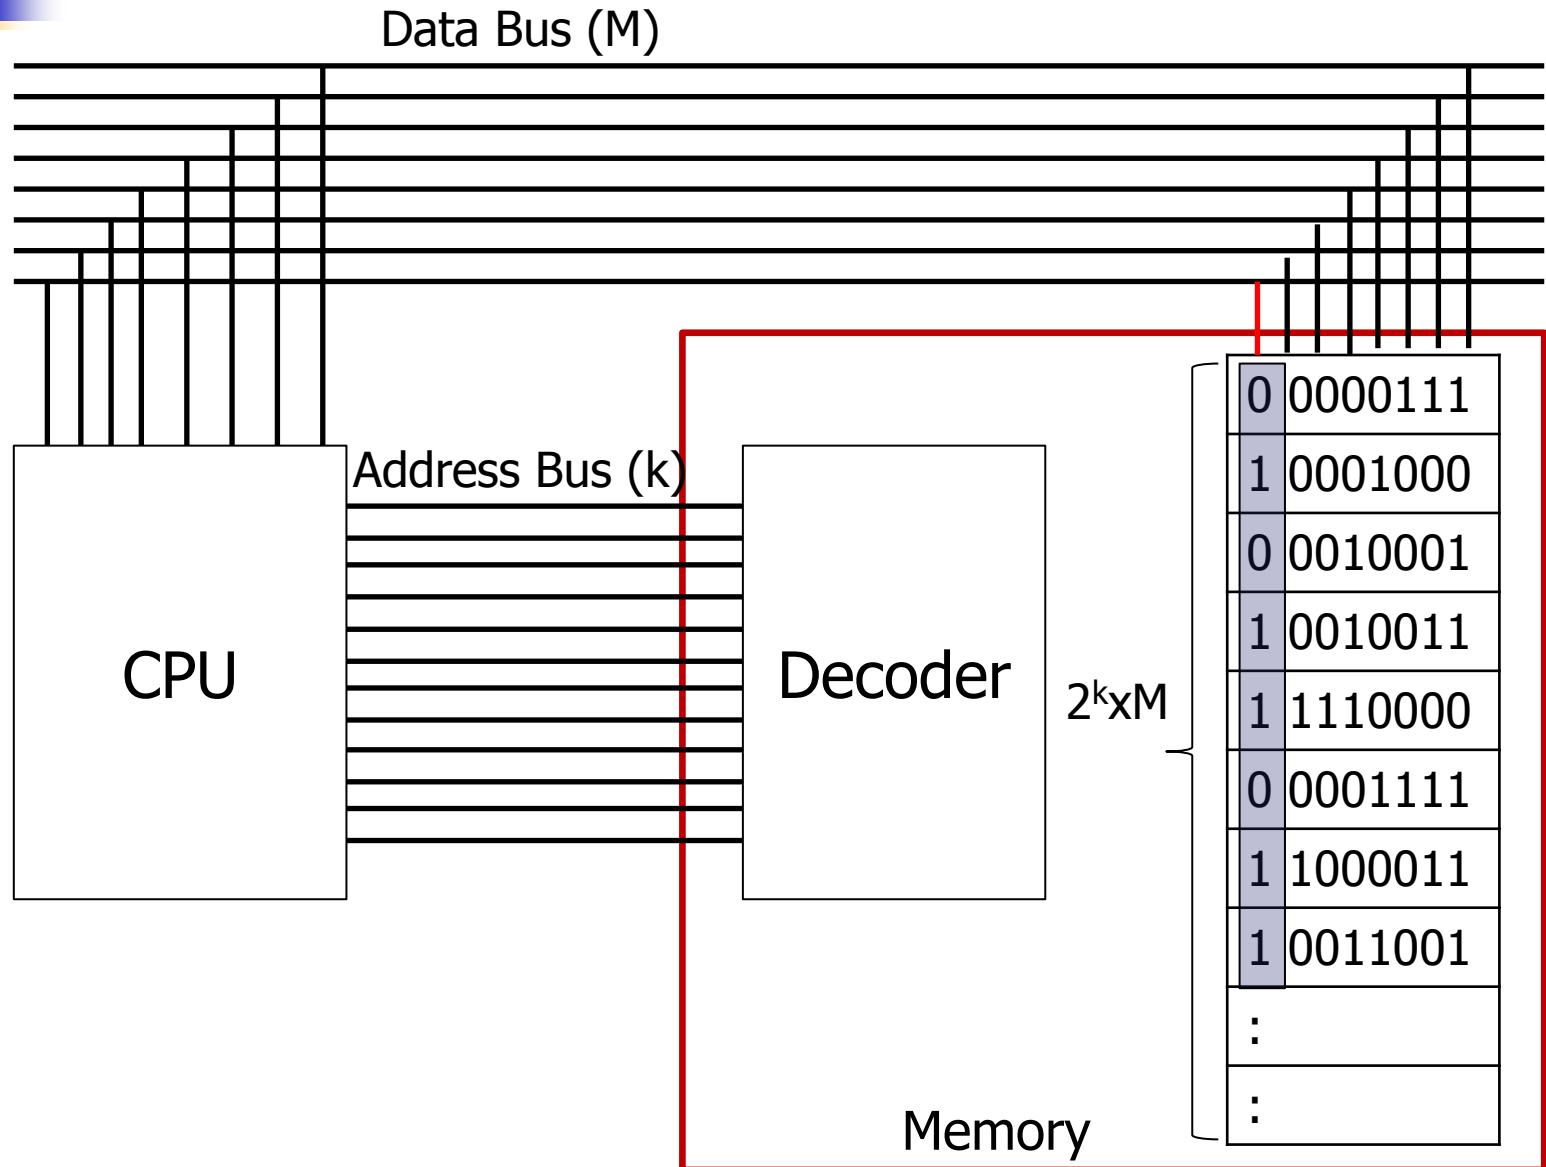 Data Bus (M)
Address Bus (k)
CPU
Decoder
2ᵏxM
0 0000111
1 0001000
0 0010001
1 0010011
1 1110000
0 0001111
1 1000011
1 0011001
:
:
Memory